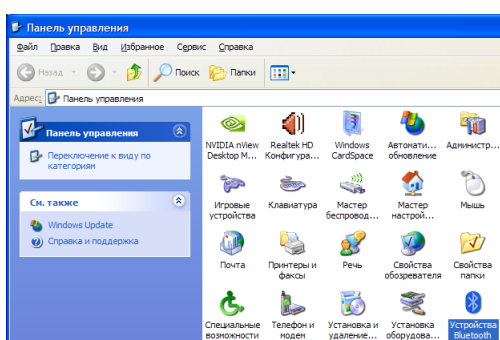 Панель управления
Файл Правка Вид Избранное Сервис Справка
Назад Поиск Папки
Адрес: Панель управления
Панель управления
Переключение к виду по
категориям
См. также
Windows Update
Справка и поддержка
NVIDIA nView
Desktop M...
Realtek HD
Конфигура...
Windows
CardSpace
Автомати...
обновление
Администр...
Игровые
устройства
Клавиатура
Мастер
беспровод...
Мастер
настрой...
Мышь
Почта
Принтеры и
факсы
Речь
Свойства
обозревателя
Свойства
папки
Специальные
возможности
Телефон и
модем
Установка и
удаление...
Установка
оборудова...
Устройства
Bluetooth